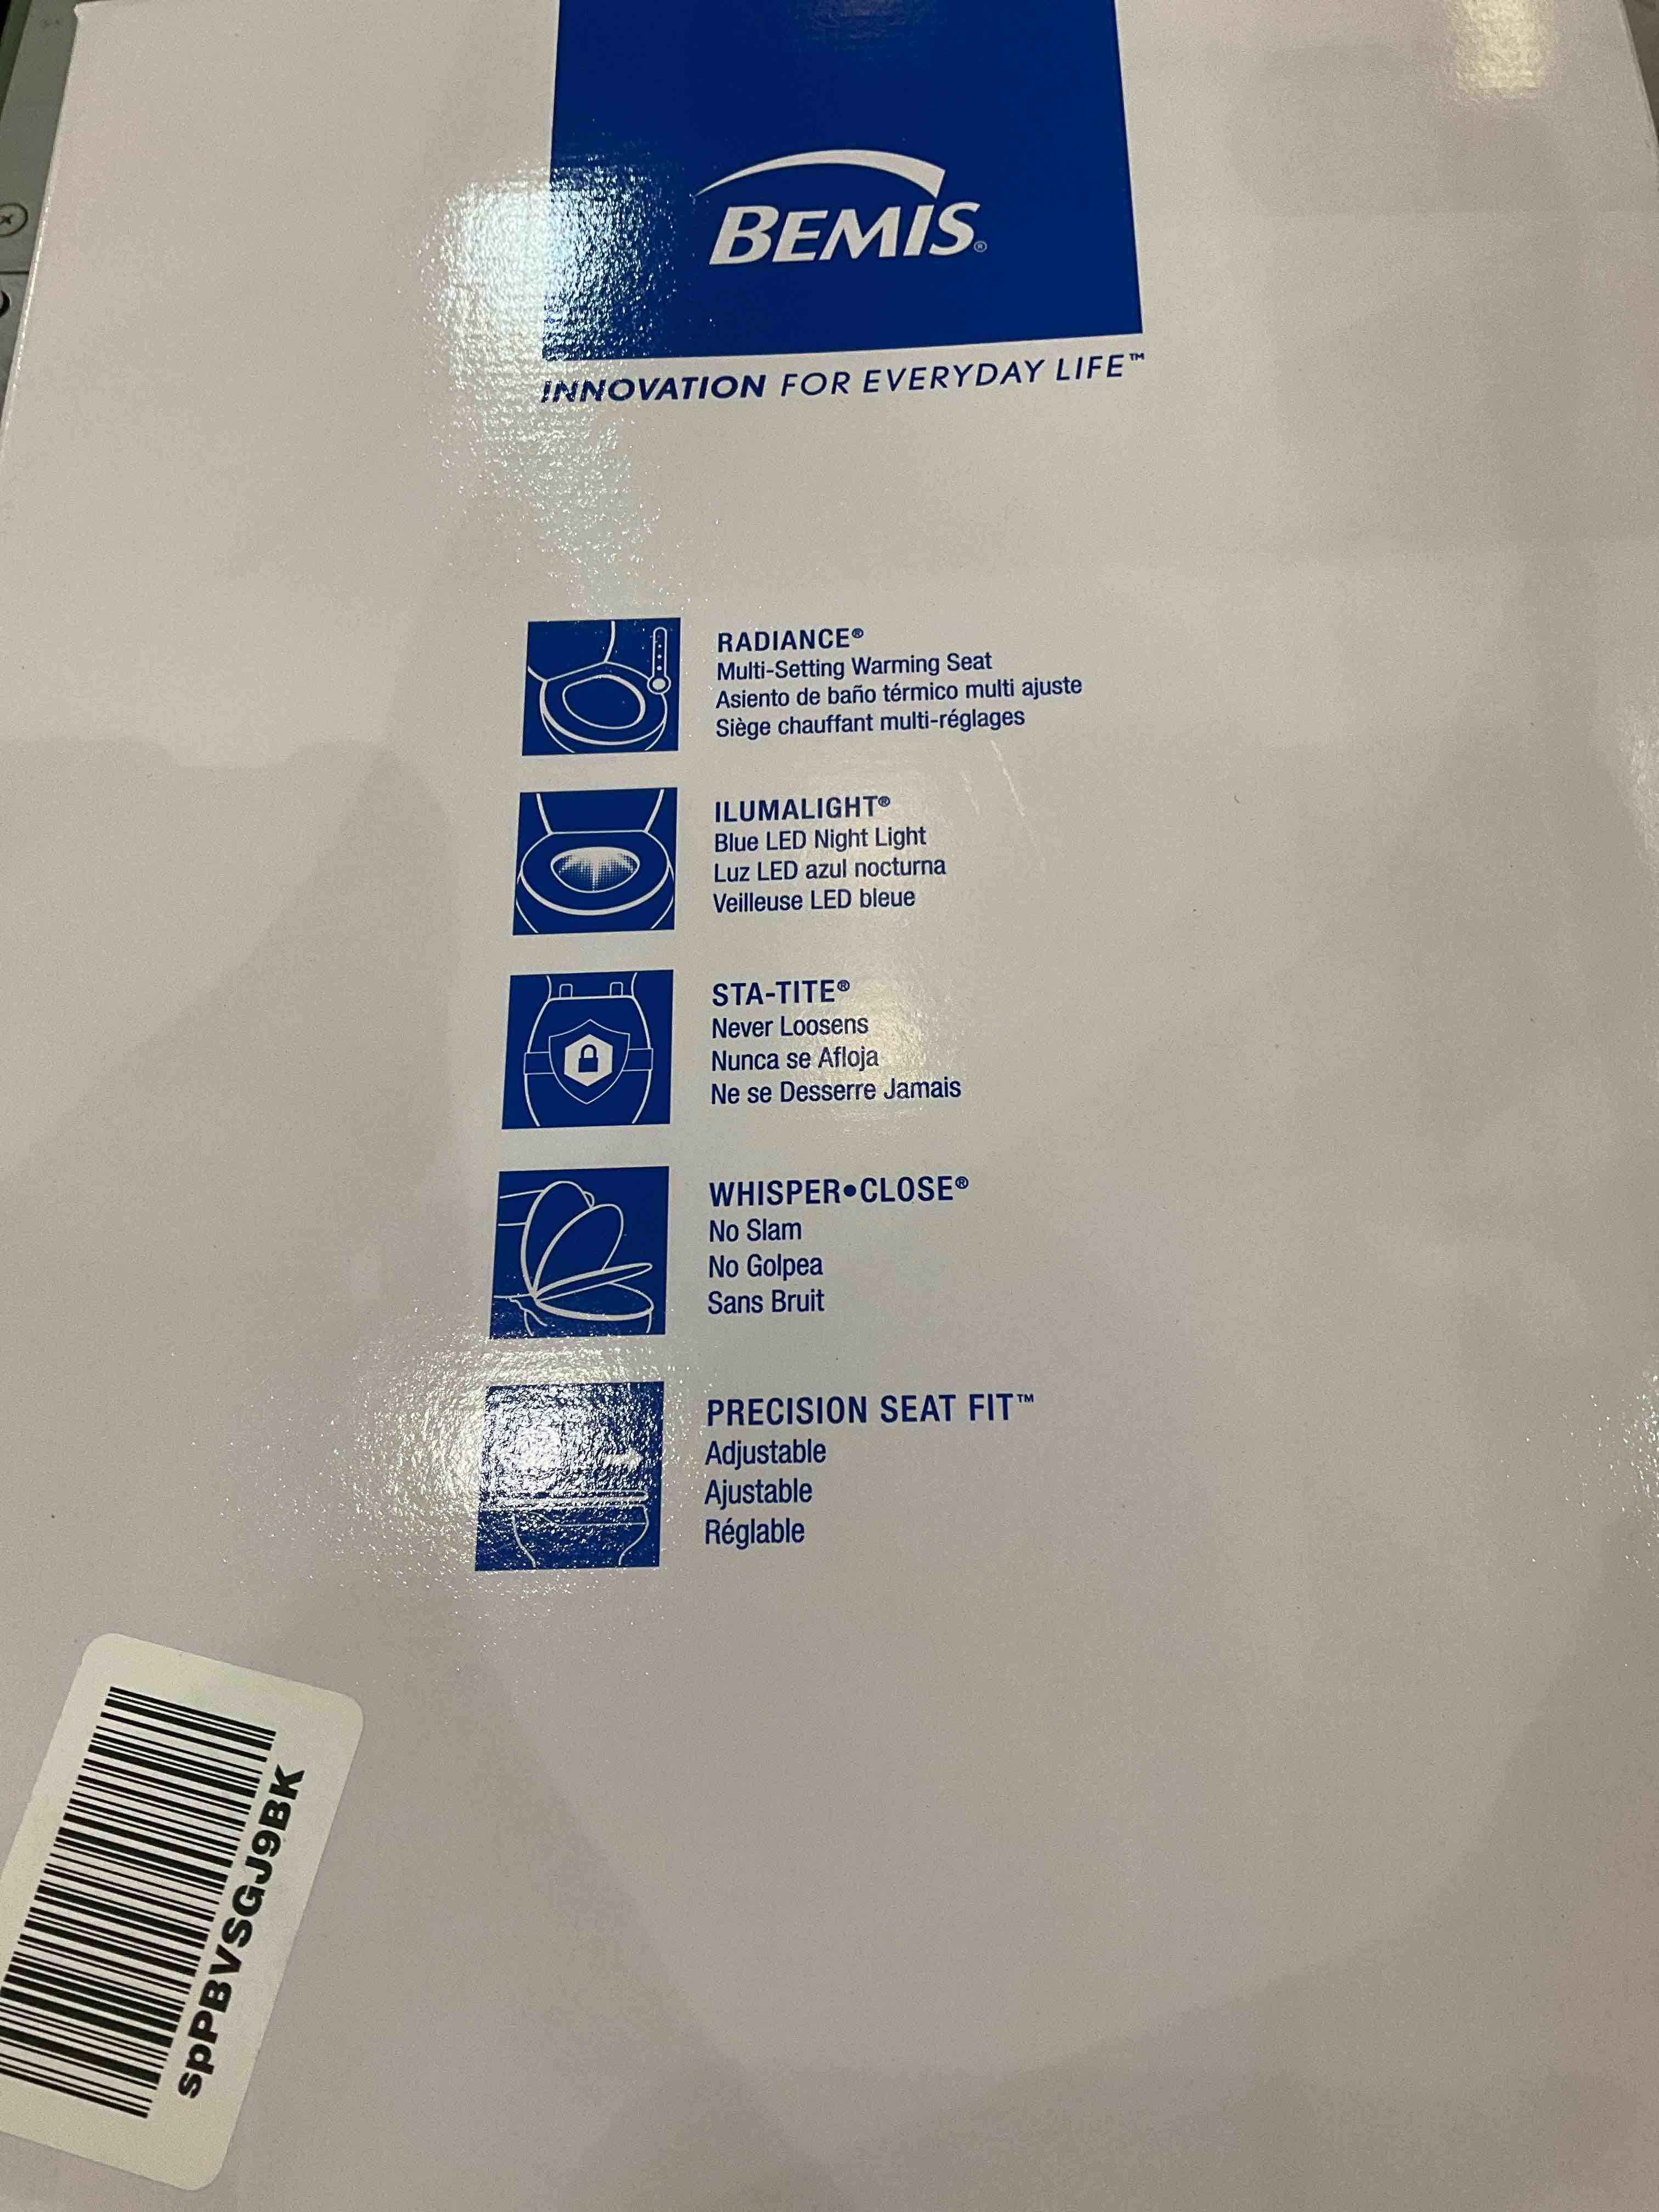 BEMIS®
INNOVATION FOR EVERYDAY LIFE™
RADIANCE®
Multi-Setting Warming Seat
Asiento de baño térmico multi ajuste
Siège chauffant multi-réglages
ILUMALIGHT®
Blue LED Night Light
Luz LED azul nocturna
Veilleuse LED bleue
STA-TITE®
Never Loosens
Nunca se Afloja
Ne se Desserre Jamais
WHISPER•CLOSE®
No Slam
No Golpea
Sans Bruit
PRECISION SEAT FIT™
Adjustable
Ajustable
Réglable
spPBVSGJ9BK